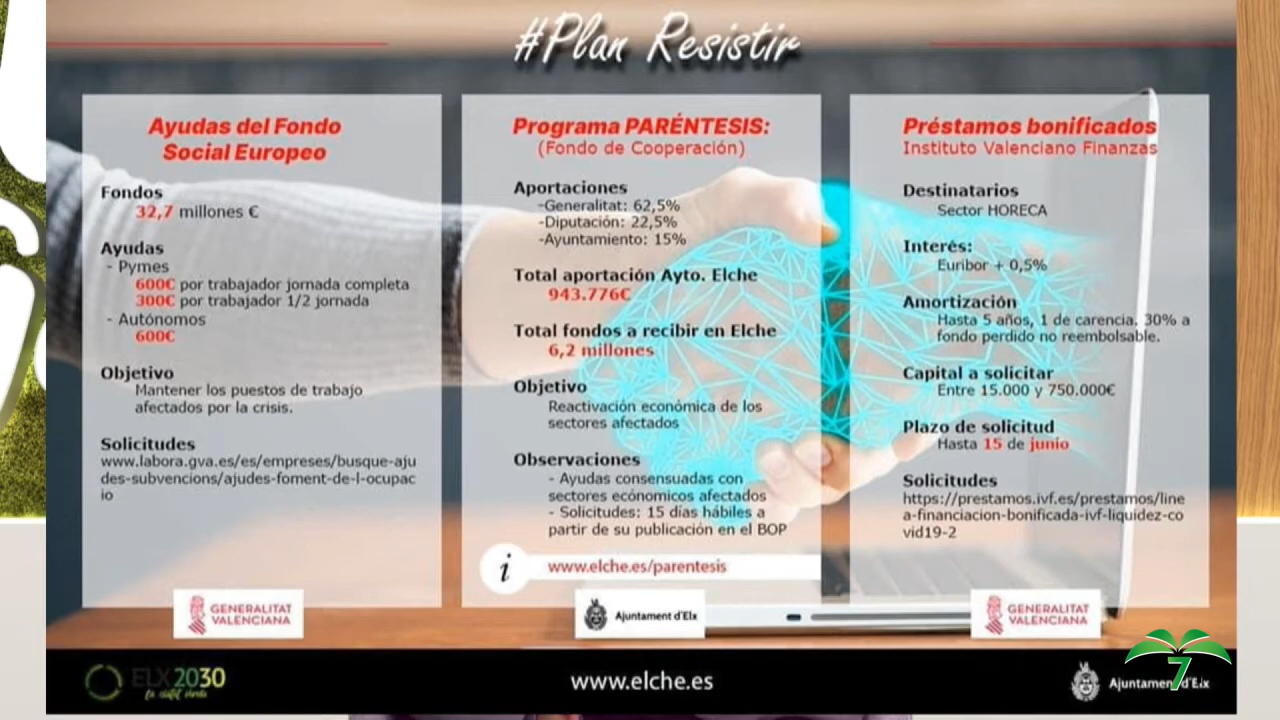 #Plan Resistir
Ayudas del Fondo
Social Europeo
Fondos
32,7 millones €
Ayudas
- Pymes
600€ por trabajador jornada completa
300€ por trabajador 1/2 jornada
- Autónomos
600€
Objetivo
Mantener los puestos de trabajo
afectados por la crisis.
Solicitudes
www.labora.gva.es/es/empreses/busque-aju
des-subvencions/ajudes-foment-de-l-ocupac
io
GENERALITAT
VALENCIANA
Programa PARÉNTESIS:
(Fondo de Cooperación)
Aportaciones
-Generalitat: 62,5%
-Diputación: 22,5%
-Ayuntamiento: 15%
Total aportación Ayto. Elche
943.776€
Total fondos a recibir en Elche
6,2 millones
Objetivo
Reactivación económica de los
sectores afectados
Observaciones
- Ayudas consensuadas con
sectores ecónomicos afectados
- Solicitudes: 15 días hábiles a
partir de su publicación en el BOP
i www.elche.es/parentesis
Ajuntament d'Elx
Préstamos bonificados
Instituto Valenciano Finanzas
Destinatarios
Sector HORECA
Interés:
Euribor + 0,5%
Amortización
Hasta 5 años, 1 de carencia. 30% a
fondo perdido no reembolsable.
Capital a solicitar
Entre 15.000 y 750.000€
Plazo de solicitud
Hasta 15 de junio
Solicitudes
https://prestamos.ivf.es/prestamos/line
a-financiacion-bonificada-ivf-liquidez-co
vid19-2
GENERALITAT
VALENCIANA
ELX2030
la ciutat verda
www.elche.es
Ajuntament d'Elx
7